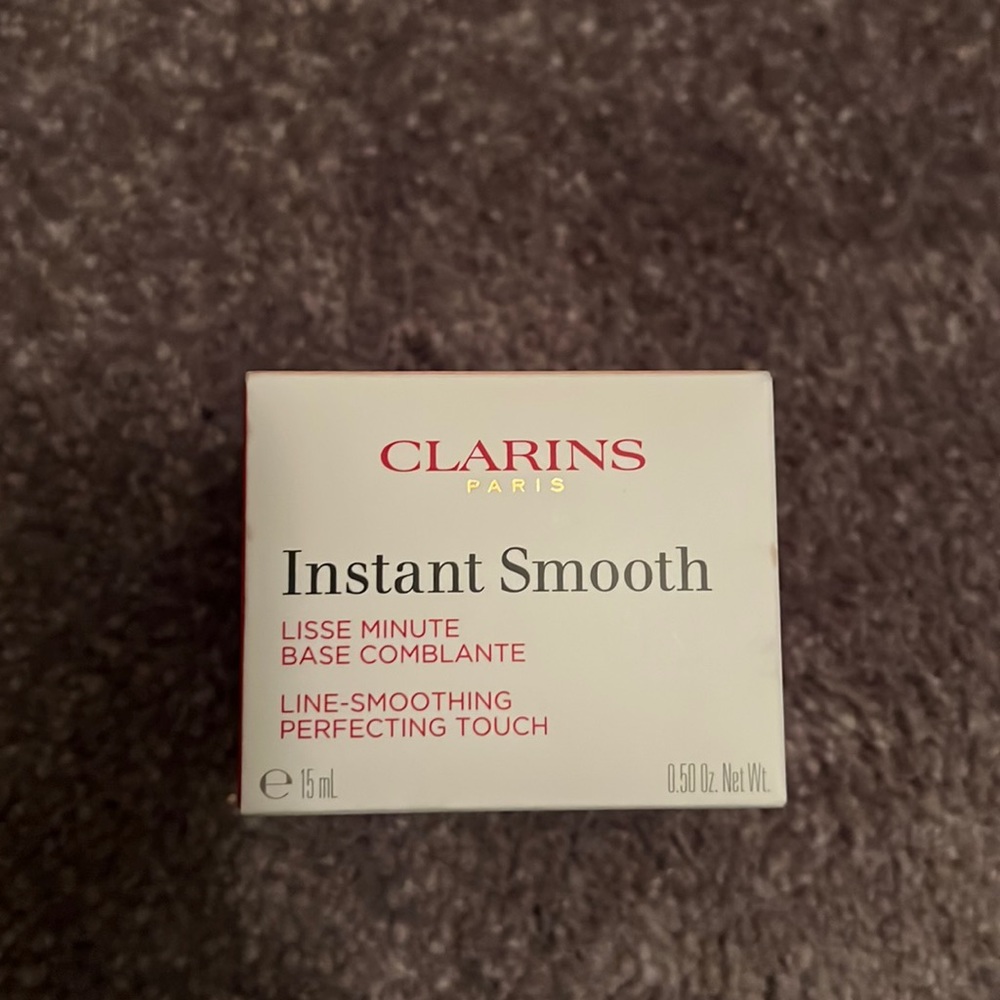 CLARINS
PARIS
Instant Smooth
LISSE MINUTE
BASE COMBLANTE
LINE-SMOOTHING
PERFECTING TOUCH
℮ 15 mL
0.50 Oz. Net Wt.